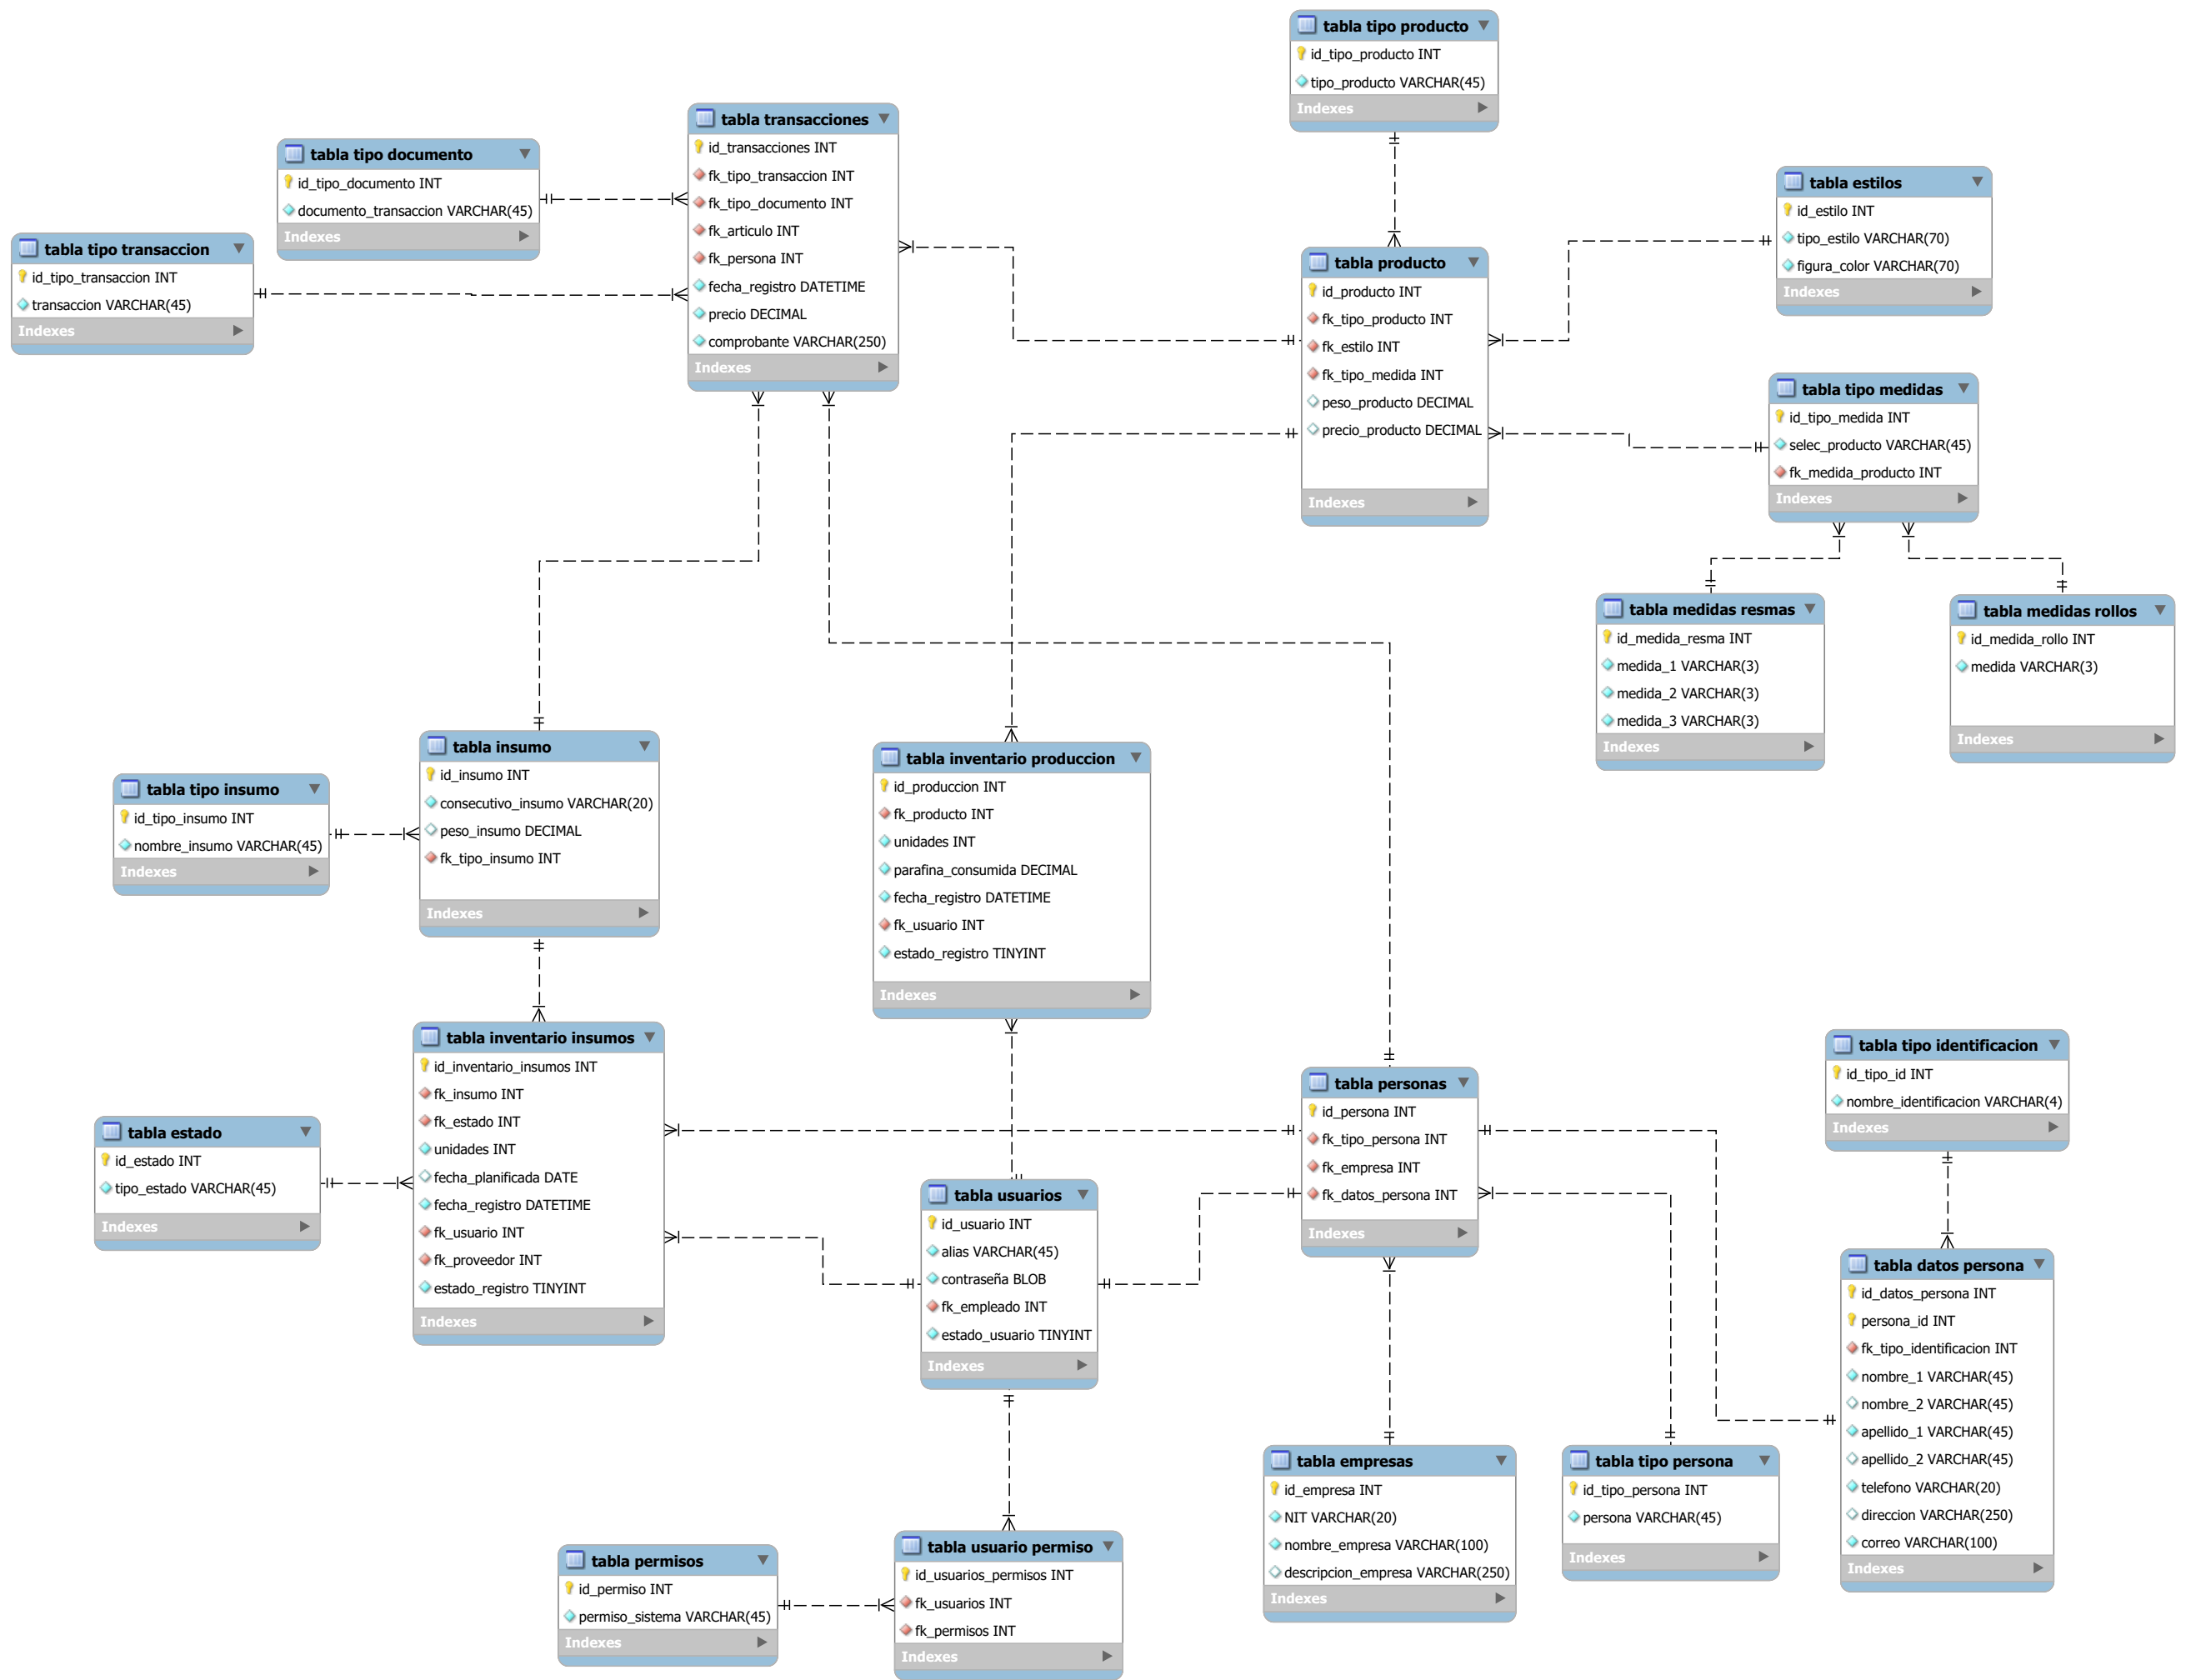 tabla tipo producto
id_tipo_producto INT
tipo_producto VARCHAR(45)
Indexes
tabla transacciones
id_transacciones INT
fk_tipo_transaccion INT
fk_tipo_documento INT
fk_articulo INT
fk_persona INT
fecha_registro DATETIME
precio DECIMAL
comprobante VARCHAR(250)
Indexes
tabla tipo documento
id_tipo_documento INT
documento_transaccion VARCHAR(45)
Indexes
tabla tipo transaccion
id_tipo_transaccion INT
transaccion VARCHAR(45)
Indexes
tabla estilos
id_estilo INT
tipo_estilo VARCHAR(70)
figura_color VARCHAR(70)
Indexes
tabla producto
id_producto INT
fk_tipo_producto INT
fk_estilo INT
fk_tipo_medida INT
peso_producto DECIMAL
precio_producto DECIMAL
Indexes
tabla tipo medidas
id_tipo_medida INT
selec_producto VARCHAR(45)
fk_medida_producto INT
Indexes
tabla medidas resmas
id_medida_resma INT
medida_1 VARCHAR(3)
medida_2 VARCHAR(3)
medida_3 VARCHAR(3)
Indexes
tabla medidas rollos
id_medida_rollo INT
medida VARCHAR(3)
Indexes
tabla insumo
id_insumo INT
consecutivo_insumo VARCHAR(20)
peso_insumo DECIMAL
fk_tipo_insumo INT
Indexes
tabla inventario produccion
id_produccion INT
fk_producto INT
unidades INT
parafina_consumida DECIMAL
fecha_registro DATETIME
fk_usuario INT
estado_registro TINYINT
Indexes
tabla tipo insumo
id_tipo_insumo INT
nombre_insumo VARCHAR(45)
Indexes
tabla inventario insumos
id_inventario_insumos INT
fk_insumo INT
fk_estado INT
unidades INT
fecha_planificada DATE
fecha_registro DATETIME
fk_usuario INT
fk_proveedor INT
estado_registro TINYINT
Indexes
tabla estado
id_estado INT
tipo_estado VARCHAR(45)
Indexes
tabla personas
id_persona INT
fk_tipo_persona INT
fk_empresa INT
fk_datos_persona INT
Indexes
tabla tipo identificacion
id_tipo_id INT
nombre_identificacion VARCHAR(4)
Indexes
tabla usuarios
id_usuario INT
alias VARCHAR(45)
contraseña BLOB
fk_empleado INT
estado_usuario TINYINT
Indexes
tabla datos persona
id_datos_persona INT
persona_id INT
fk_tipo_identificacion INT
nombre_1 VARCHAR(45)
nombre_2 VARCHAR(45)
apellido_1 VARCHAR(45)
apellido_2 VARCHAR(45)
telefono VARCHAR(20)
direccion VARCHAR(250)
correo VARCHAR(100)
Indexes
tabla empresas
id_empresa INT
NIT VARCHAR(20)
nombre_empresa VARCHAR(100)
descripcion_empresa VARCHAR(250)
Indexes
tabla tipo persona
id_tipo_persona INT
persona VARCHAR(45)
Indexes
tabla permisos
id_permiso INT
permiso_sistema VARCHAR(45)
Indexes
tabla usuario permiso
id_usuarios_permisos INT
fk_usuarios INT
fk_permisos INT
Indexes